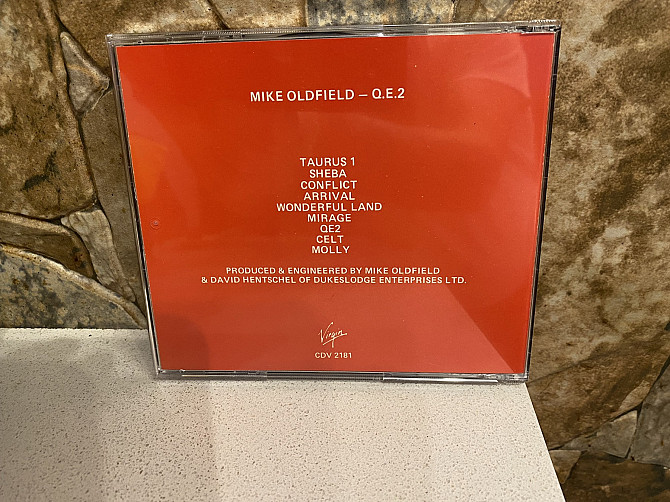 MIKE OLDFIELD – Q.E.2
TAURUS 1
SHEBA
CONFLICT
ARRIVAL
WONDERFUL LAND
MIRAGE
QE2
CELT
MOLLY
PRODUCED & ENGINEERED BY MIKE OLDFIELD
& DAVID HENTSCHEL OF DUKESLODGE ENTERPRISES LTD.
Virgin
CDV 2181